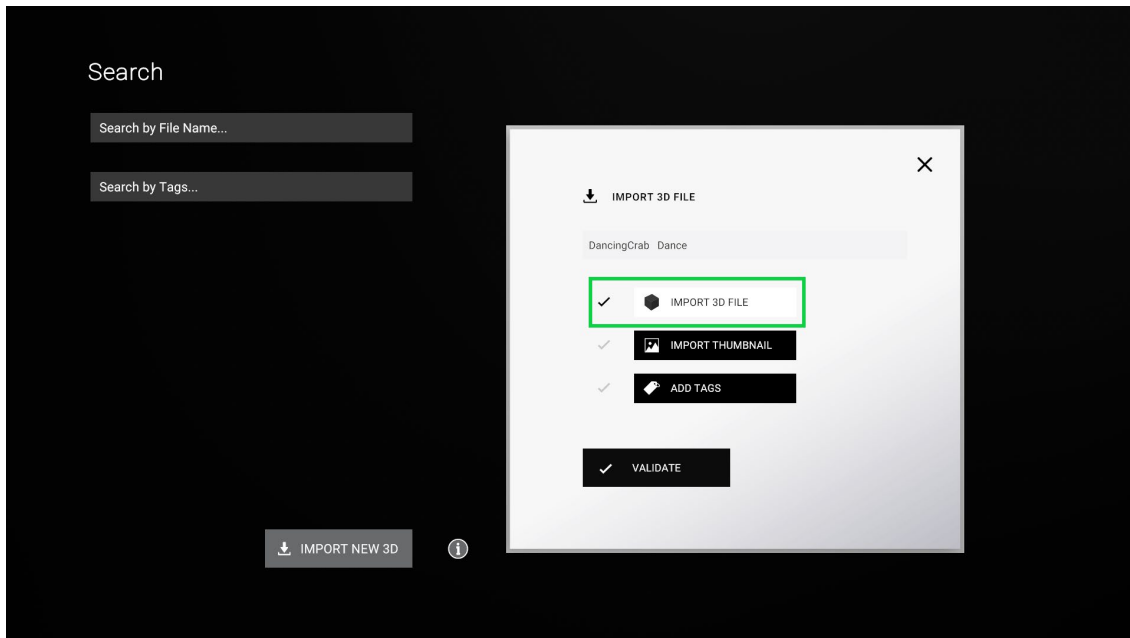 Search
Search by File Name...
Search by Tags...
IMPORT NEW 3D
IMPORT 3D FILE
DancingCrab Dance
IMPORT 3D FILE
IMPORT THUMBNAIL
ADD TAGS
VALIDATE